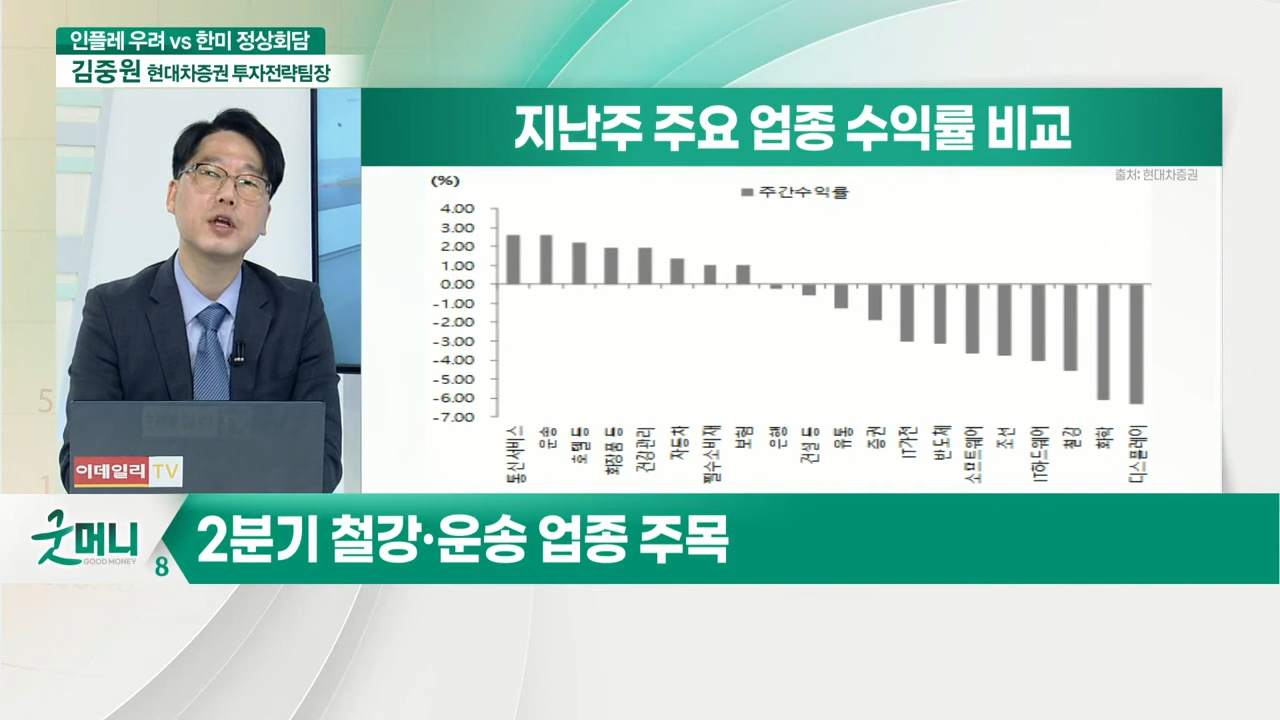 인플레 우려 vs 한미 정상회담
김중원 현대차증권 투자전략팀장
지난주 주요 업종 수익률 비교
출처: 현대차증권
(%)
주간수익률
4.00
3.00
2.00
1.00
0.00
-1.00
-2.00
-3.00
-4.00
-5.00
-6.00
-7.00
통신서비스
운송
호텔 등
화장품 등
건강관리
자동차
필수소비재
보험
은행
건설 등
유통
증권
IT가전
반도체
소프트웨어
조선
IT하드웨어
철강
화학
디스플레이
이데일리 TV
굿머니
GOOD MONEY
8
2분기 철강·운송 업종 주목